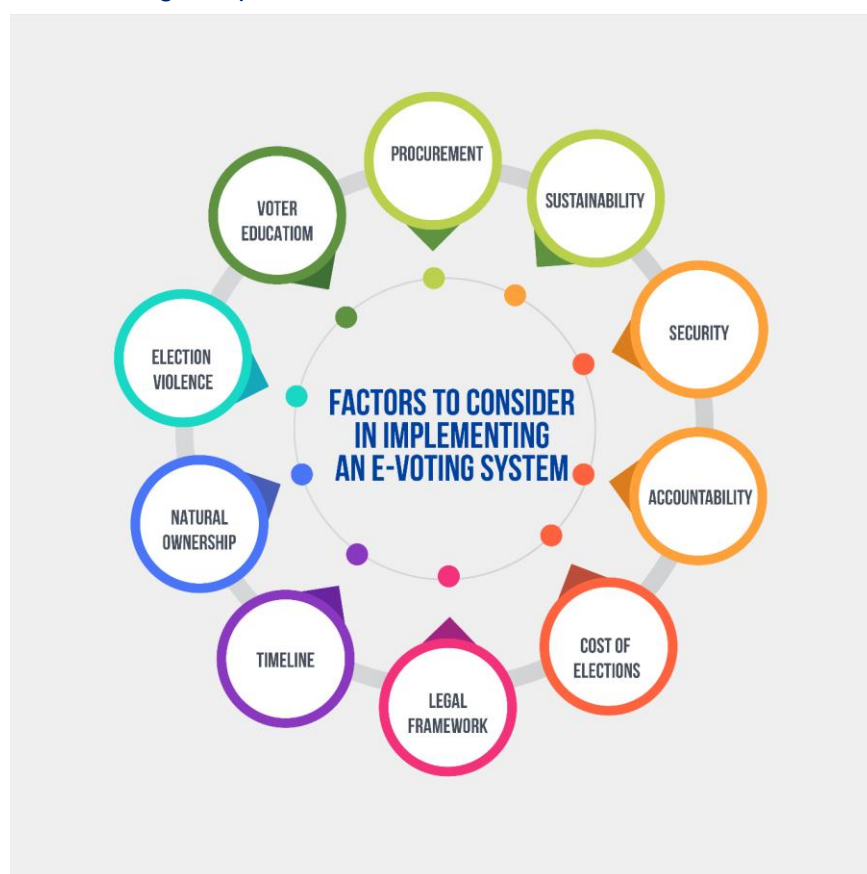 PROCUREMENT
SUSTAINABILITY
SECURITY
ACCOUNTABILITY
COST OF
ELECTIONS
LEGAL
FRAMEWORK
TIMELINE
NATURAL
OWNERSHIP
ELECTION
VIOLENCE
VOTER
EDUCATIOM
FACTORS TO CONSIDER
IN IMPLEMENTING
AN E-VOTING SYSTEM